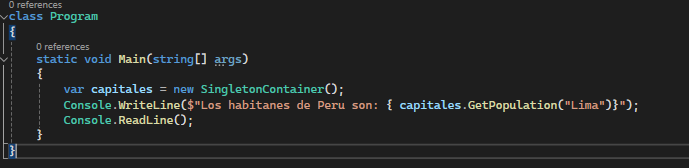 0 references
class Program
{
0 references
static void Main(string[] args)
{
var capitales = new SingletonContainer();
Console.WriteLine($"Los habitanes de Peru son: { capitales.GetPopulation("Lima")}");
Console.ReadLine();
}
}